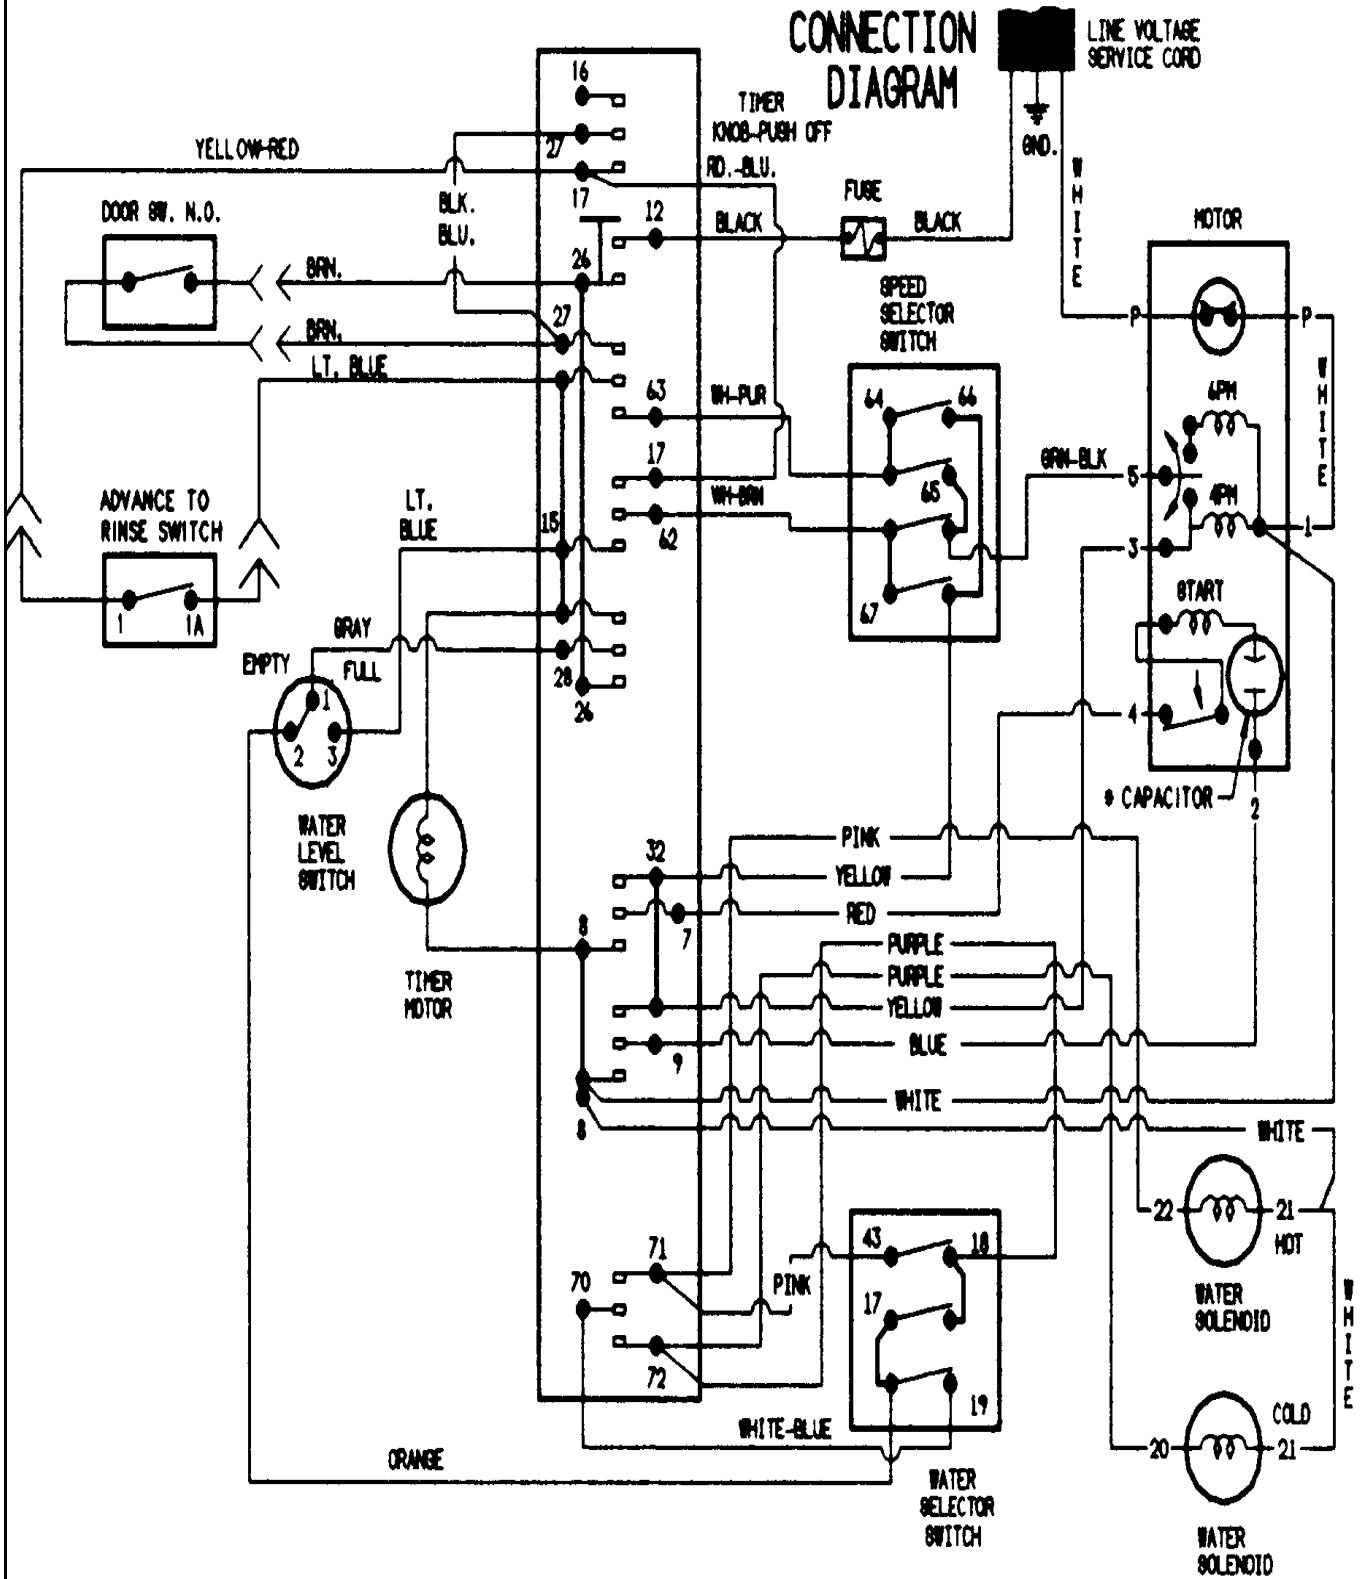 CONNECTION
DIAGRAM
LINE VOLTAGE
SERVICE CORD
GND.
WHITE
TIMER
KNOB-PUSH OFF
RD.-BLU.
16
27
17
12
26
27
YELLOW-RED
BLK.
BLU.
DOOR SW. N.O.
BRN.
BRN.
LT. BLUE
BLACK
FUSE
BLACK
MOTOR
P
P
WHITE
SPEED
SELECTOR
SWITCH
64
66
65
67
63
WH-PUR
17
WH-BRN
62
15
GRN-BLK
5
6PM
4PM
1
3
START
4
* CAPACITOR
2
ADVANCE TO
RINSE SWITCH
1
1A
LT.
BLUE
GRAY
EMPTY
FULL
1
2
3
28
26
WATER
LEVEL
SWITCH
TIMER
MOTOR
32
7
8
9
8
PINK
YELLOW
RED
PURPLE
PURPLE
YELLOW
BLUE
WHITE
WHITE
22
21
HOT
WATER
SOLENOID
WHITE
71
70
72
PINK
43
18
17
19
WHITE-BLUE
ORANGE
WATER
SELECTOR
SWITCH
COLD
20
21
WATER
SOLENOID